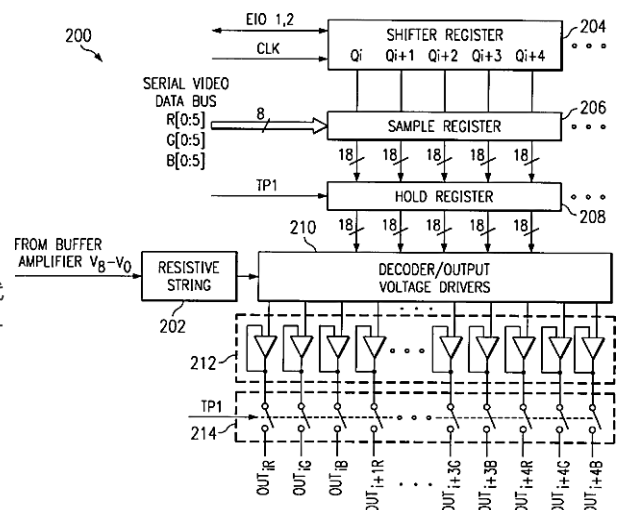 200
EIO 1,2
CLK
SHIFTER REGISTER
Qi Qi+1 Qi+2 Qi+3 Qi+4
204
SERIAL VIDEO
DATA BUS
R[0:5]
G[0:5]
B[0:5]
8
SAMPLE REGISTER
206
18 18 18 18 18
TP1
HOLD REGISTER
208
210
18 18 18 18 18
FROM BUFFER
AMPLIFIER V8–V0
RESISTIVE
STRING
202
DECODER/OUTPUT
VOLTAGE DRIVERS
212
TP1
214
OUTiR
OUTiG
OUTiB
OUTi+1R
OUTi+3G
OUTi+3B
OUTi+4R
OUTi+4G
OUTi+4B